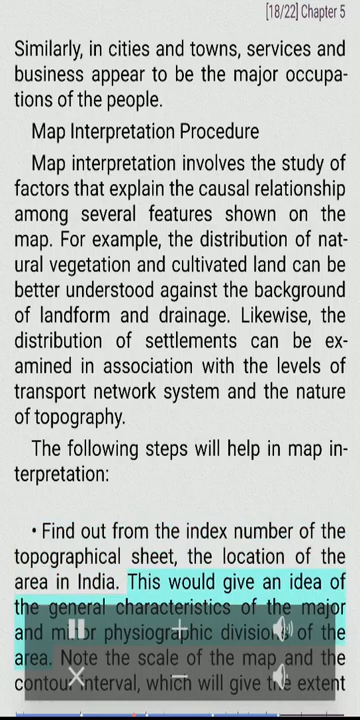 [18/22] Chapter 5
Similarly, in cities and towns, services and
business appear to be the major occupa-
tions of the people.
Map Interpretation Procedure
Map interpretation involves the study of
factors that explain the causal relationship
among several features shown on the
map. For example, the distribution of nat-
ural vegetation and cultivated land can be
better understood against the background
of landform and drainage. Likewise, the
distribution of settlements can be ex-
amined in association with the levels of
transport network system and the nature
of topography.
The following steps will help in map in-
terpretation:
• Find out from the index number of the
topographical sheet, the location of the
area in India. This would give an idea of
the general characteristics of the major
and minor physiographic divisions of the
area. Note the scale of the map and the
contour interval, which will give the extent